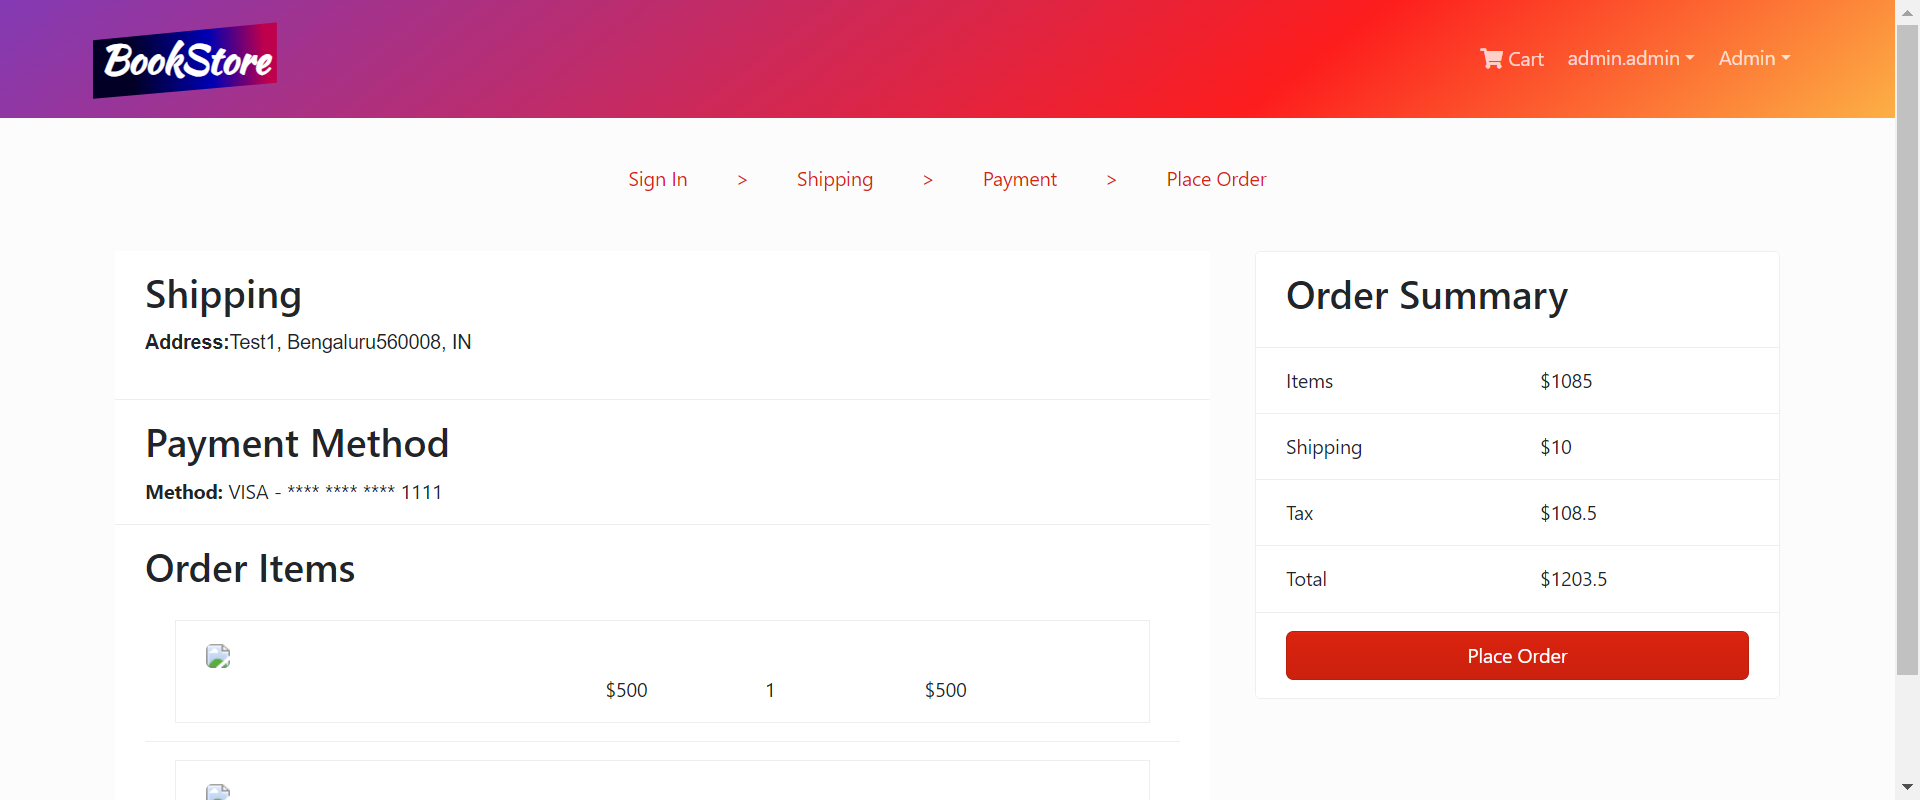 BookStore
Cart admin.admin Admin
Sign In > Shipping > Payment > Place Order
Shipping
Address:Test1, Bengaluru560008, IN
Payment Method
Method: VISA - **** **** **** 1111
Order Items
$500 1 $500
Order Summary
Items $1085
Shipping $10
Tax $108.5
Total $1203.5
Place Order